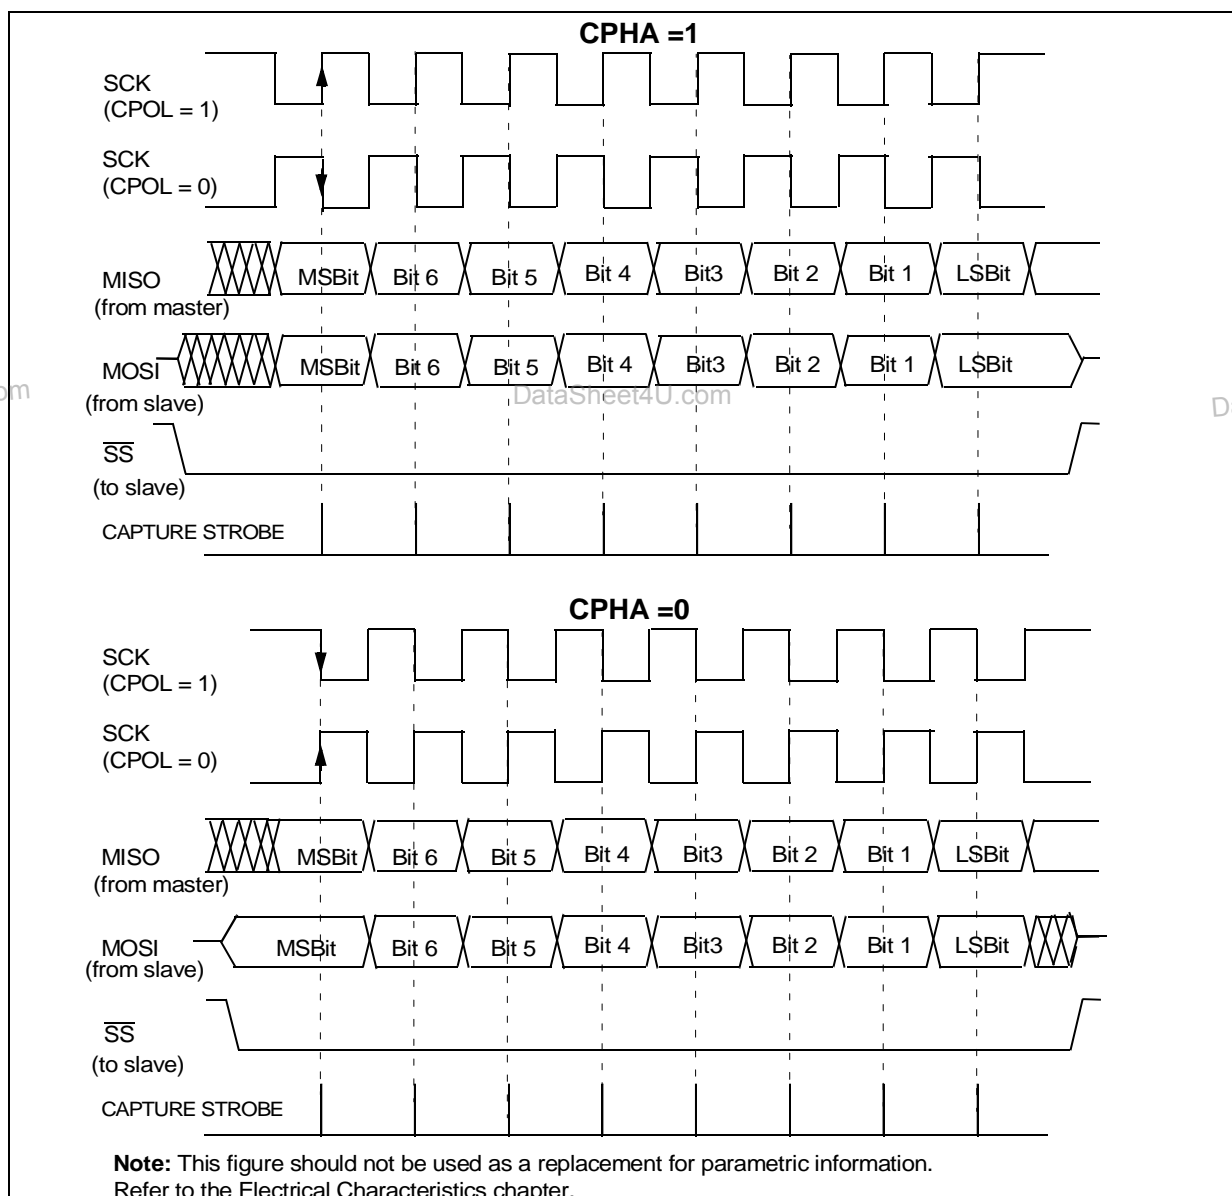 CPHA =1
SCK
(CPOL = 1)
SCK
(CPOL = 0)
MISO
(from master)
MSBit Bit 6 Bit 5 Bit 4 Bit3 Bit 2 Bit 1 LSBit
MOSI
(from slave)
MSBit Bit 6 Bit 5 Bit 4 Bit3 Bit 2 Bit 1 LSBit
om
DataSheet4U.com
D
SS
(to slave)
CAPTURE STROBE
CPHA =0
SCK
(CPOL = 1)
SCK
(CPOL = 0)
MISO
(from master)
MSBit Bit 6 Bit 5 Bit 4 Bit3 Bit 2 Bit 1 LSBit
MOSI
(from slave)
MSBit Bit 6 Bit 5 Bit 4 Bit3 Bit 2 Bit 1 LSBit
SS
(to slave)
CAPTURE STROBE
Note: This figure should not be used as a replacement for parametric information.
Refer to the Electrical Characteristics chapter.